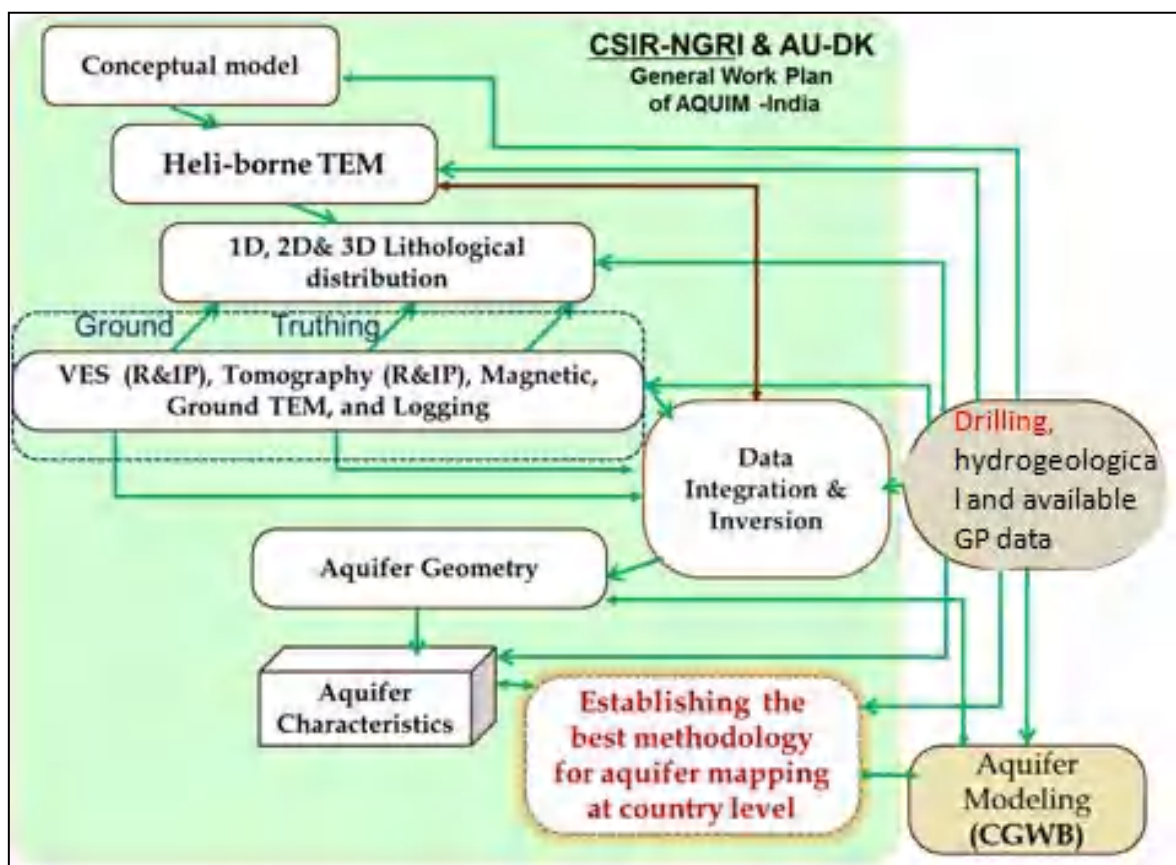 CSIR-NGRI & AU-DK
General Work Plan
of AQUIM -India
Conceptual model
Heli-borne TEM
1D, 2D& 3D Lithological
distribution
Ground Truthing
VES (R&IP), Tomography (R&IP), Magnetic,
Ground TEM, and Logging
Data
Integration &
Inversion
Drilling,
hydrogeologica
l and available
GP data
Aquifer Geometry
Aquifer
Characteristics
Establishing the
best methodology
for aquifer mapping
at country level
Aquifer
Modeling
(CGWB)